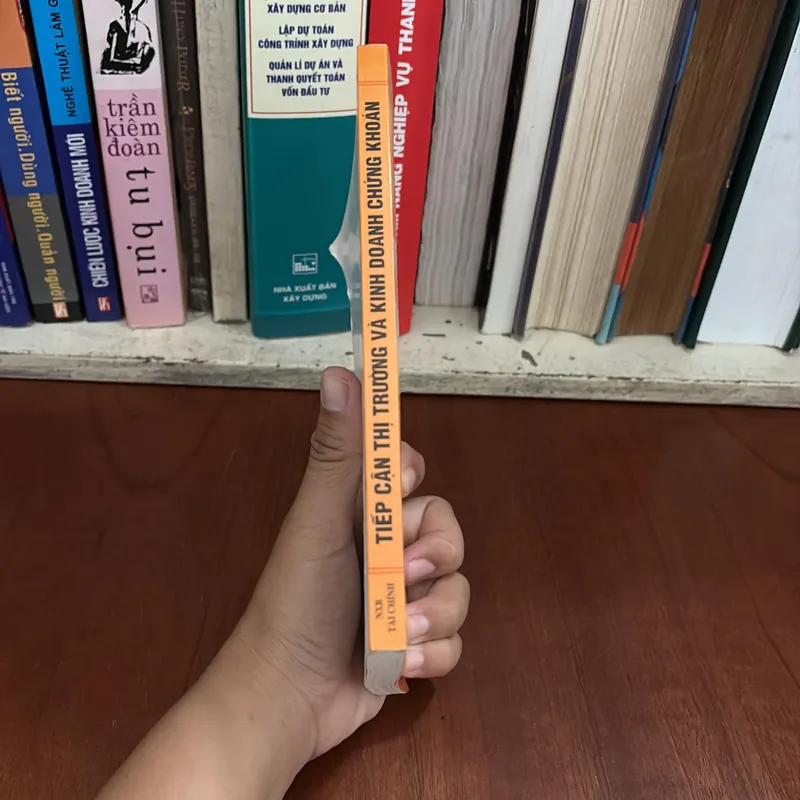 TIẾP CẬN THỊ TRƯỜNG VÀ KINH DOANH CHỨNG KHOÁN
NXB
TÀI CHÍNH
Biết người.Dùng người.Quản người
NGHỆ THUẬT LÀM
CHIẾN LƯỢC KINH DOANH MỚI
trần
kiêm
đoàn
tu bụi
XÂY DỰNG CƠ BẢN
LẬP DỰ TOÁN
CÔNG TRÌNH XÂY DỰNG
QUẢN LÍ DỰ ÁN VÀ
THANH QUYẾT TOÁN
VỐN ĐẦU TƯ
NHÀ XUẤT BẢN
XÂY DỰNG
NĂNG NGHIỆP VỤ THANH